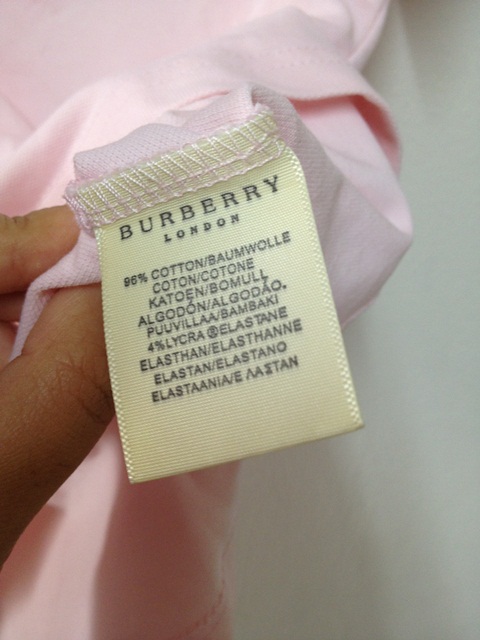 BURBERRY
LONDON
96% COTTON/BAUMWOLLE
COTON/COTONE
KATOEN/BOMULL
ALGODÓN/ALGODÃO.
PUUVILLAA/BAMBAKI
4%LYCRA®ELASTANE
ELASTHAN/ELASTHANNE
ELASTAN/ELASTANO
ELASTAANIA/Ε ΛΑΣΤΑΝ